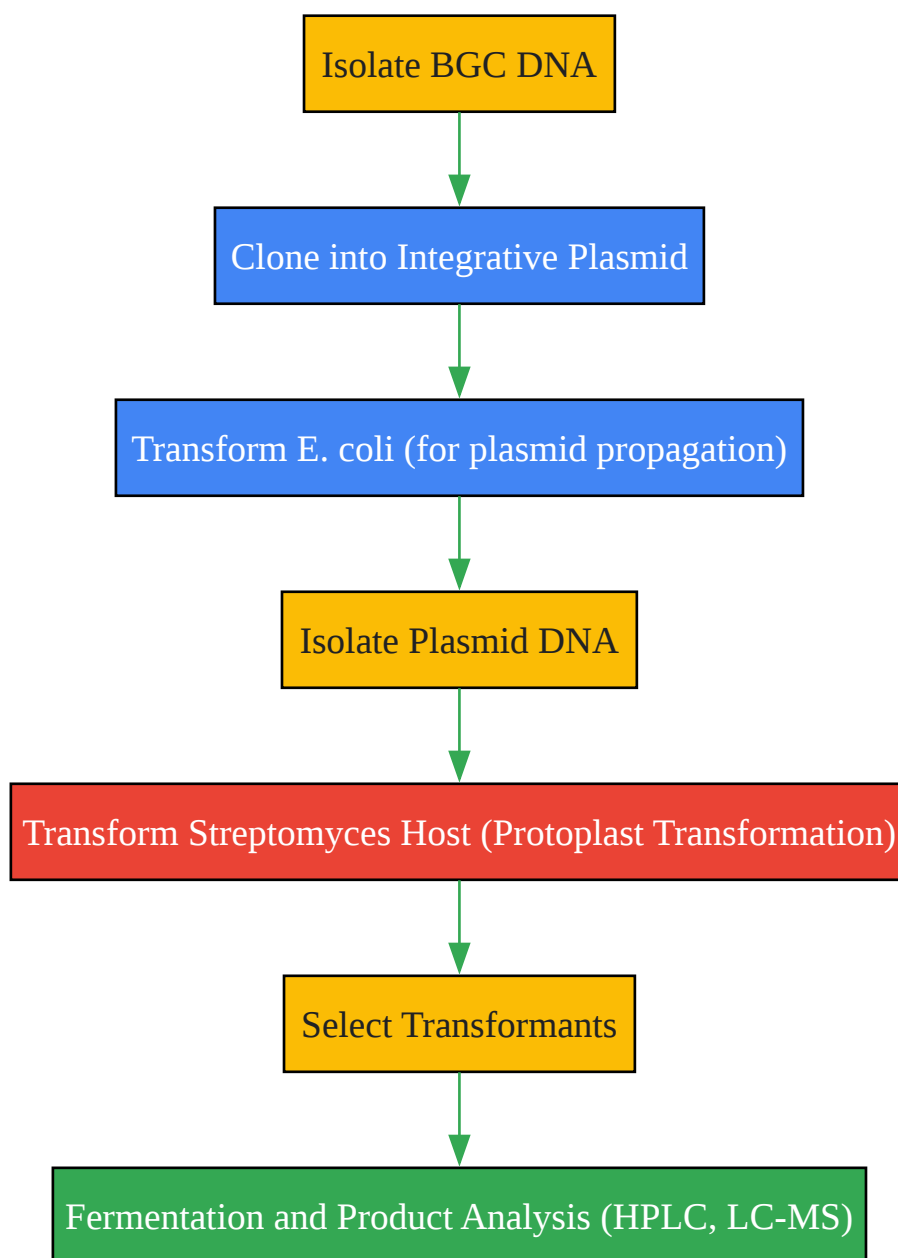 Isolate BGC DNA
Clone into Integrative Plasmid
Transform E. coli (for plasmid propagation)
Isolate Plasmid DNA
Transform Streptomyces Host (Protoplast Transformation)
Select Transformants
Fermentation and Product Analysis (HPLC, LC-MS)